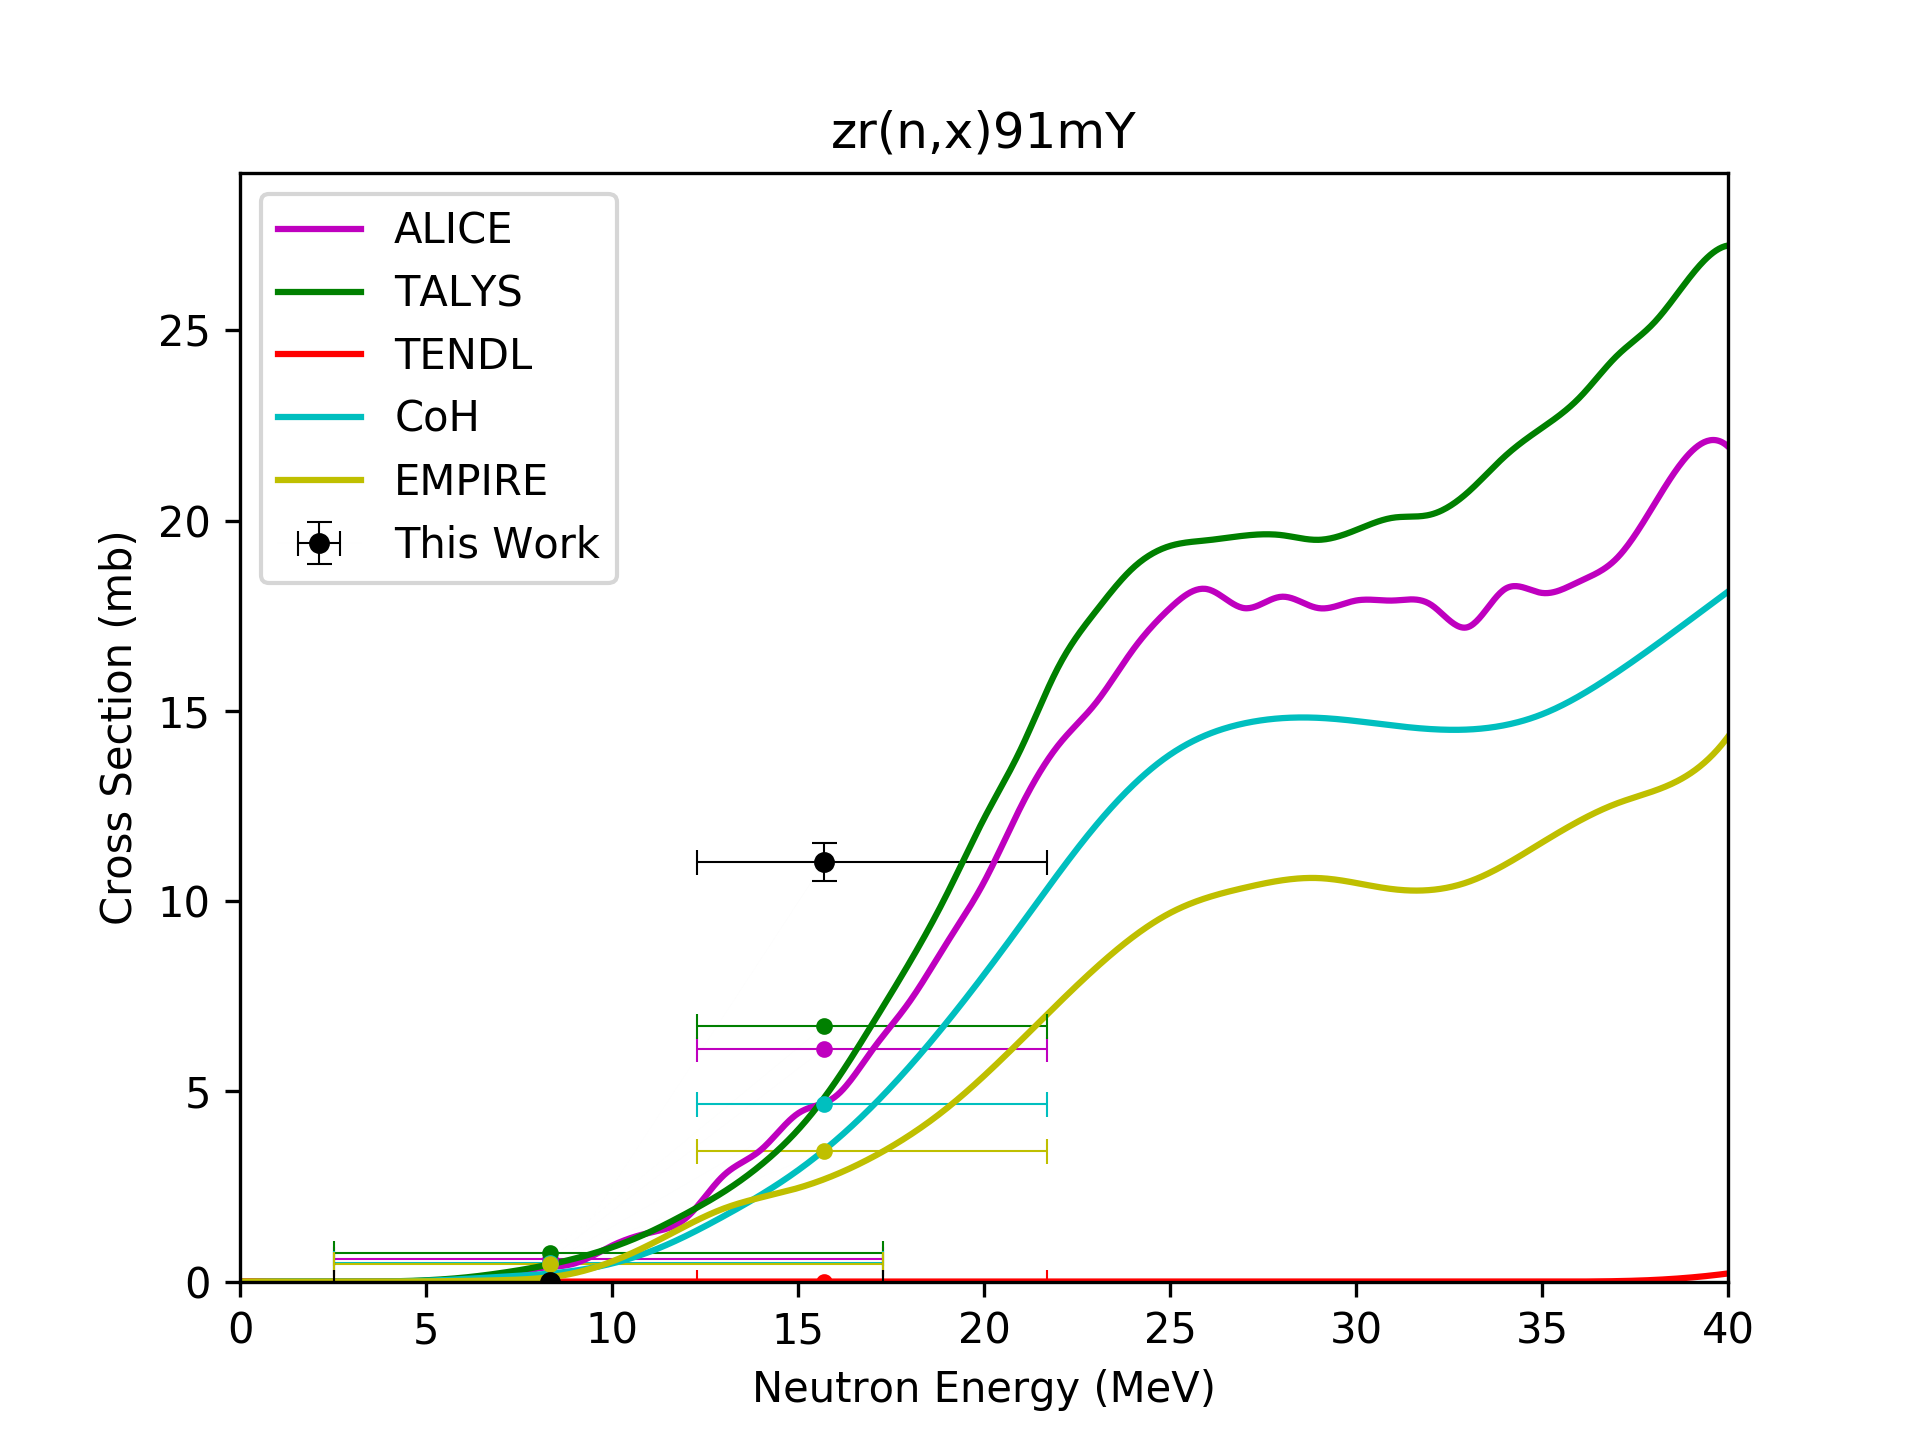 zr(n,x)91mY
ALICE
TALYS
TENDL
CoH
EMPIRE
This Work
Cross Section (mb)
25
20
15
10
5
0
0 5 10 15 20 25 30 35 40
Neutron Energy (MeV)